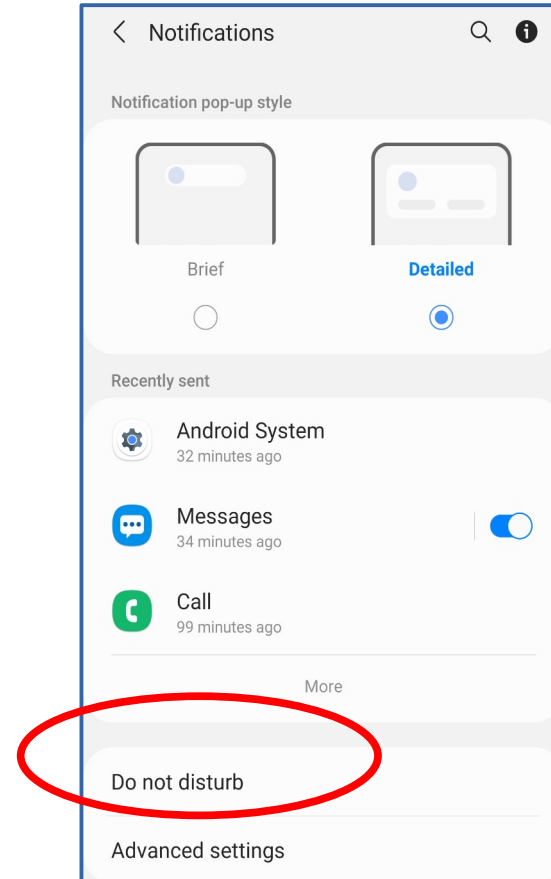 Notifications
Notification pop-up style
Brief
Detailed
Recently sent
Android System
32 minutes ago
Messages
34 minutes ago
Call
99 minutes ago
More
Do not disturb
Advanced settings